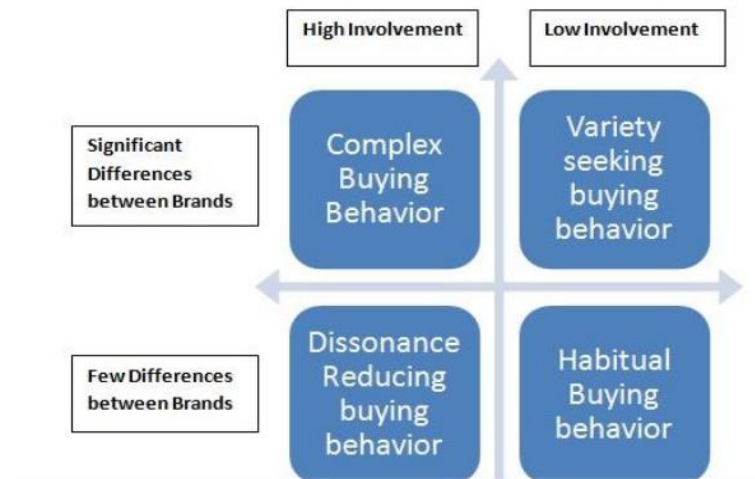 High Involvement
Low Involvement
Significant
Differences
between Brands
Complex
Buying
Behavior
Variety
seeking
buying
behavior
Few Differences
between Brands
Dissonance
Reducing
buying
behavior
Habitual
Buying
behavior